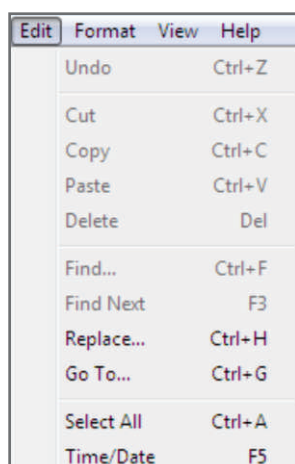 Edit Format View Help
Undo Ctrl+Z
Cut Ctrl+X
Copy Ctrl+C
Paste Ctrl+V
Delete Del
Find... Ctrl+F
Find Next F3
Replace... Ctrl+H
Go To... Ctrl+G
Select All Ctrl+A
Time/Date F5